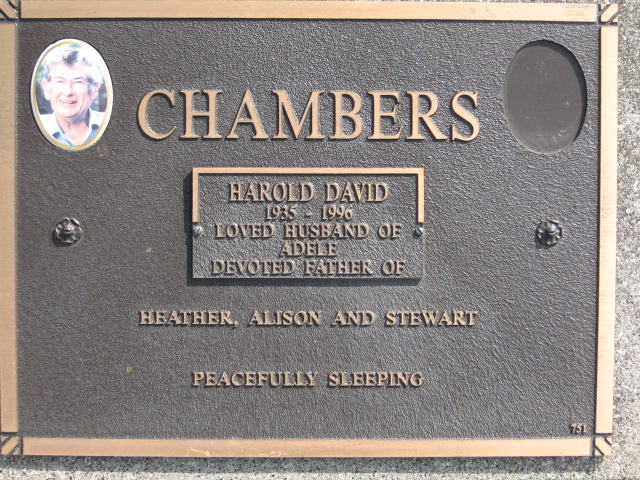 CHAMBERS
HAROLD DAVID
1935 - 1996
LOVED HUSBAND OF
ADELE
DEVOTED FATHER OF
HEATHER, ALISON AND STEWART
PEACEFULLY SLEEPING
751